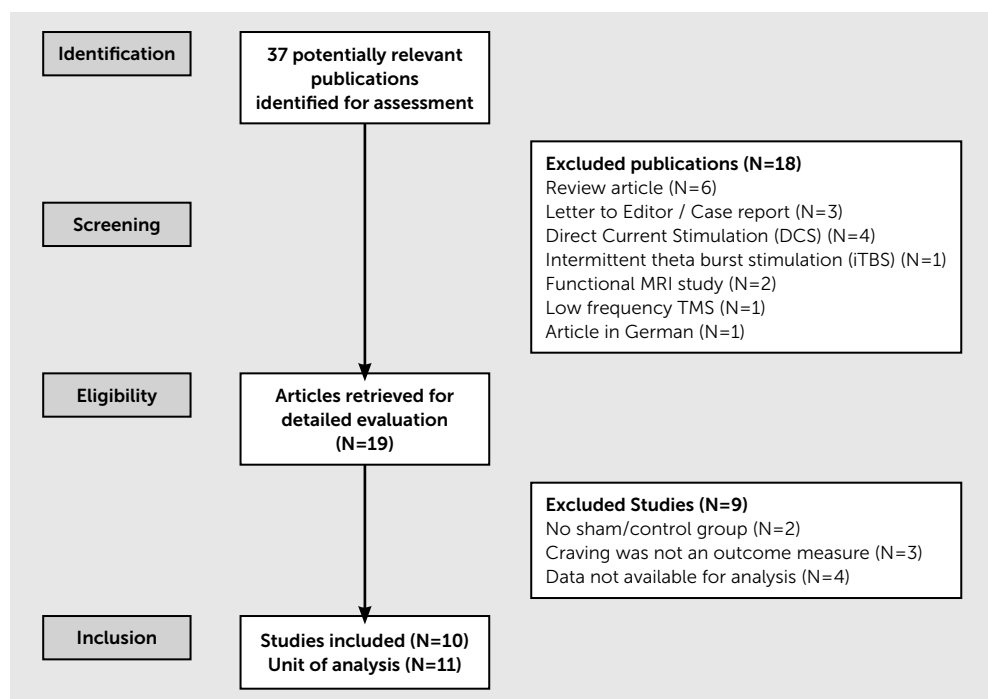 Identification
37 potentially relevant
publications
identified for assessment
Screening
Excluded publications (N=18)
Review article (N=6)
Letter to Editor / Case report (N=3)
Direct Current Stimulation (DCS) (N=4)
Intermittent theta burst stimulation (iTBS) (N=1)
Functional MRI study (N=2)
Low frequency TMS (N=1)
Article in German (N=1)
Eligibility
Articles retrieved for
detailed evaluation
(N=19)
Excluded Studies (N=9)
No sham/control group (N=2)
Craving was not an outcome measure (N=3)
Data not available for analysis (N=4)
Inclusion
Studies included (N=10)
Unit of analysis (N=11)